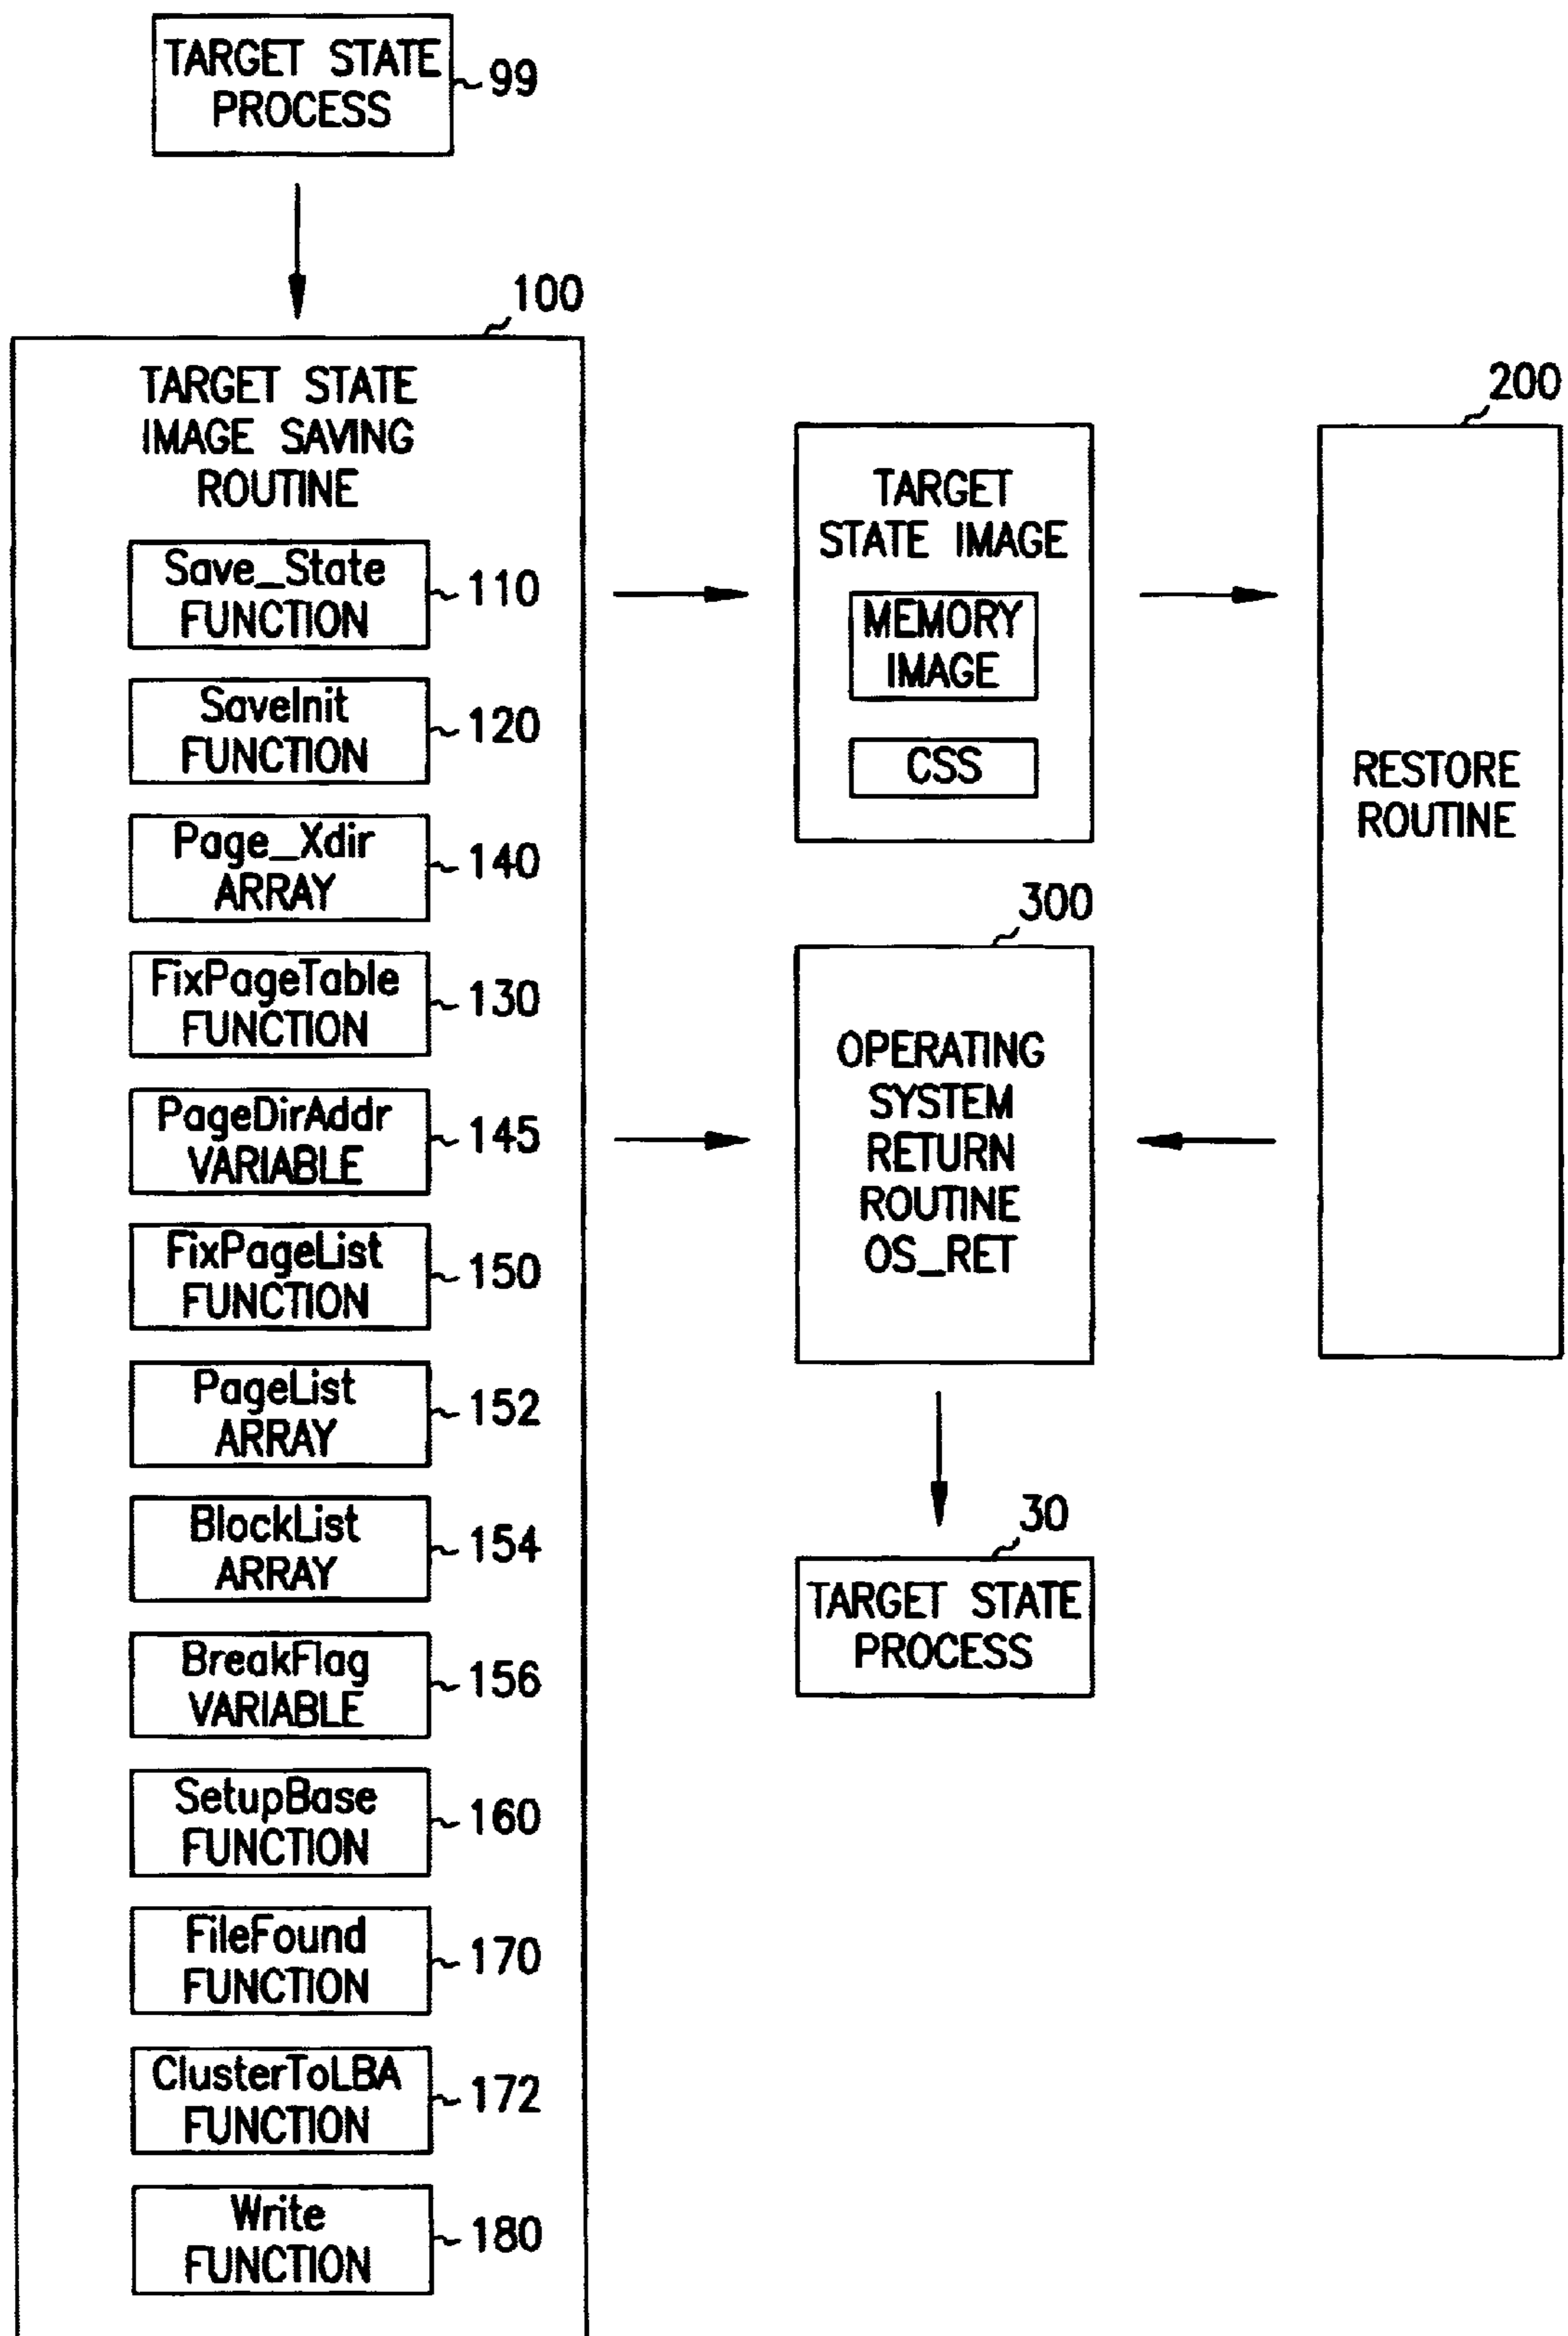 TARGET STATE
PROCESS
99
100
TARGET STATE
IMAGE SAVING
ROUTINE
Save_State
FUNCTION
110
SaveInit
FUNCTION
120
Page_Xdir
ARRAY
140
FixPageTable
FUNCTION
130
PageDirAddr
VARIABLE
145
FixPageList
FUNCTION
150
PageList
ARRAY
152
BlockList
ARRAY
154
BreakFlag
VARIABLE
156
SetupBase
FUNCTION
160
FileFound
FUNCTION
170
ClusterToLBA
FUNCTION
172
Write
FUNCTION
180
TARGET
STATE IMAGE
MEMORY
IMAGE
CSS
300
OPERATING
SYSTEM
RETURN
ROUTINE
OS_RET
30
TARGET STATE
PROCESS
200
RESTORE
ROUTINE